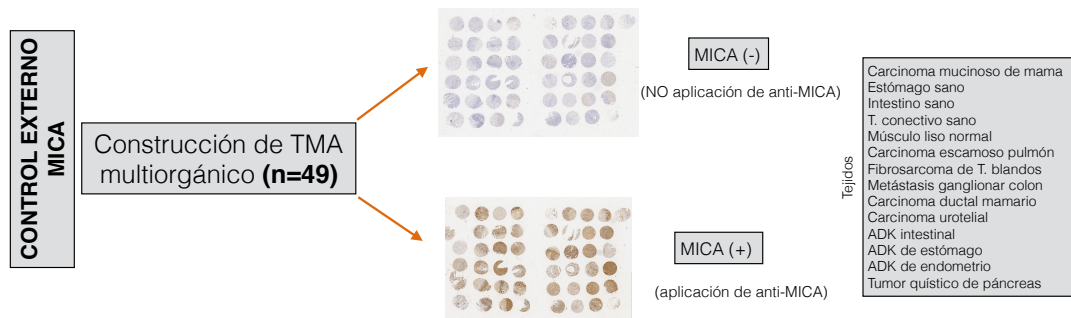 CONTROL EXTERNO
MICA
Construcción de TMA
multiorgánico (n=49)
MICA (-)
(NO aplicación de anti-MICA)
MICA (+)
(aplicación de anti-MICA)
Tejidos
Carcinoma mucinoso de mama
Estómago sano
Intestino sano
T. conectivo sano
Músculo liso normal
Carcinoma escamoso pulmón
Fibrosarcoma de T. blandos
Metástasis ganglionar colon
Carcinoma ductal mamario
Carcinoma urotelial
ADK intestinal
ADK de estómago
ADK de endometrio
Tumor quístico de páncreas